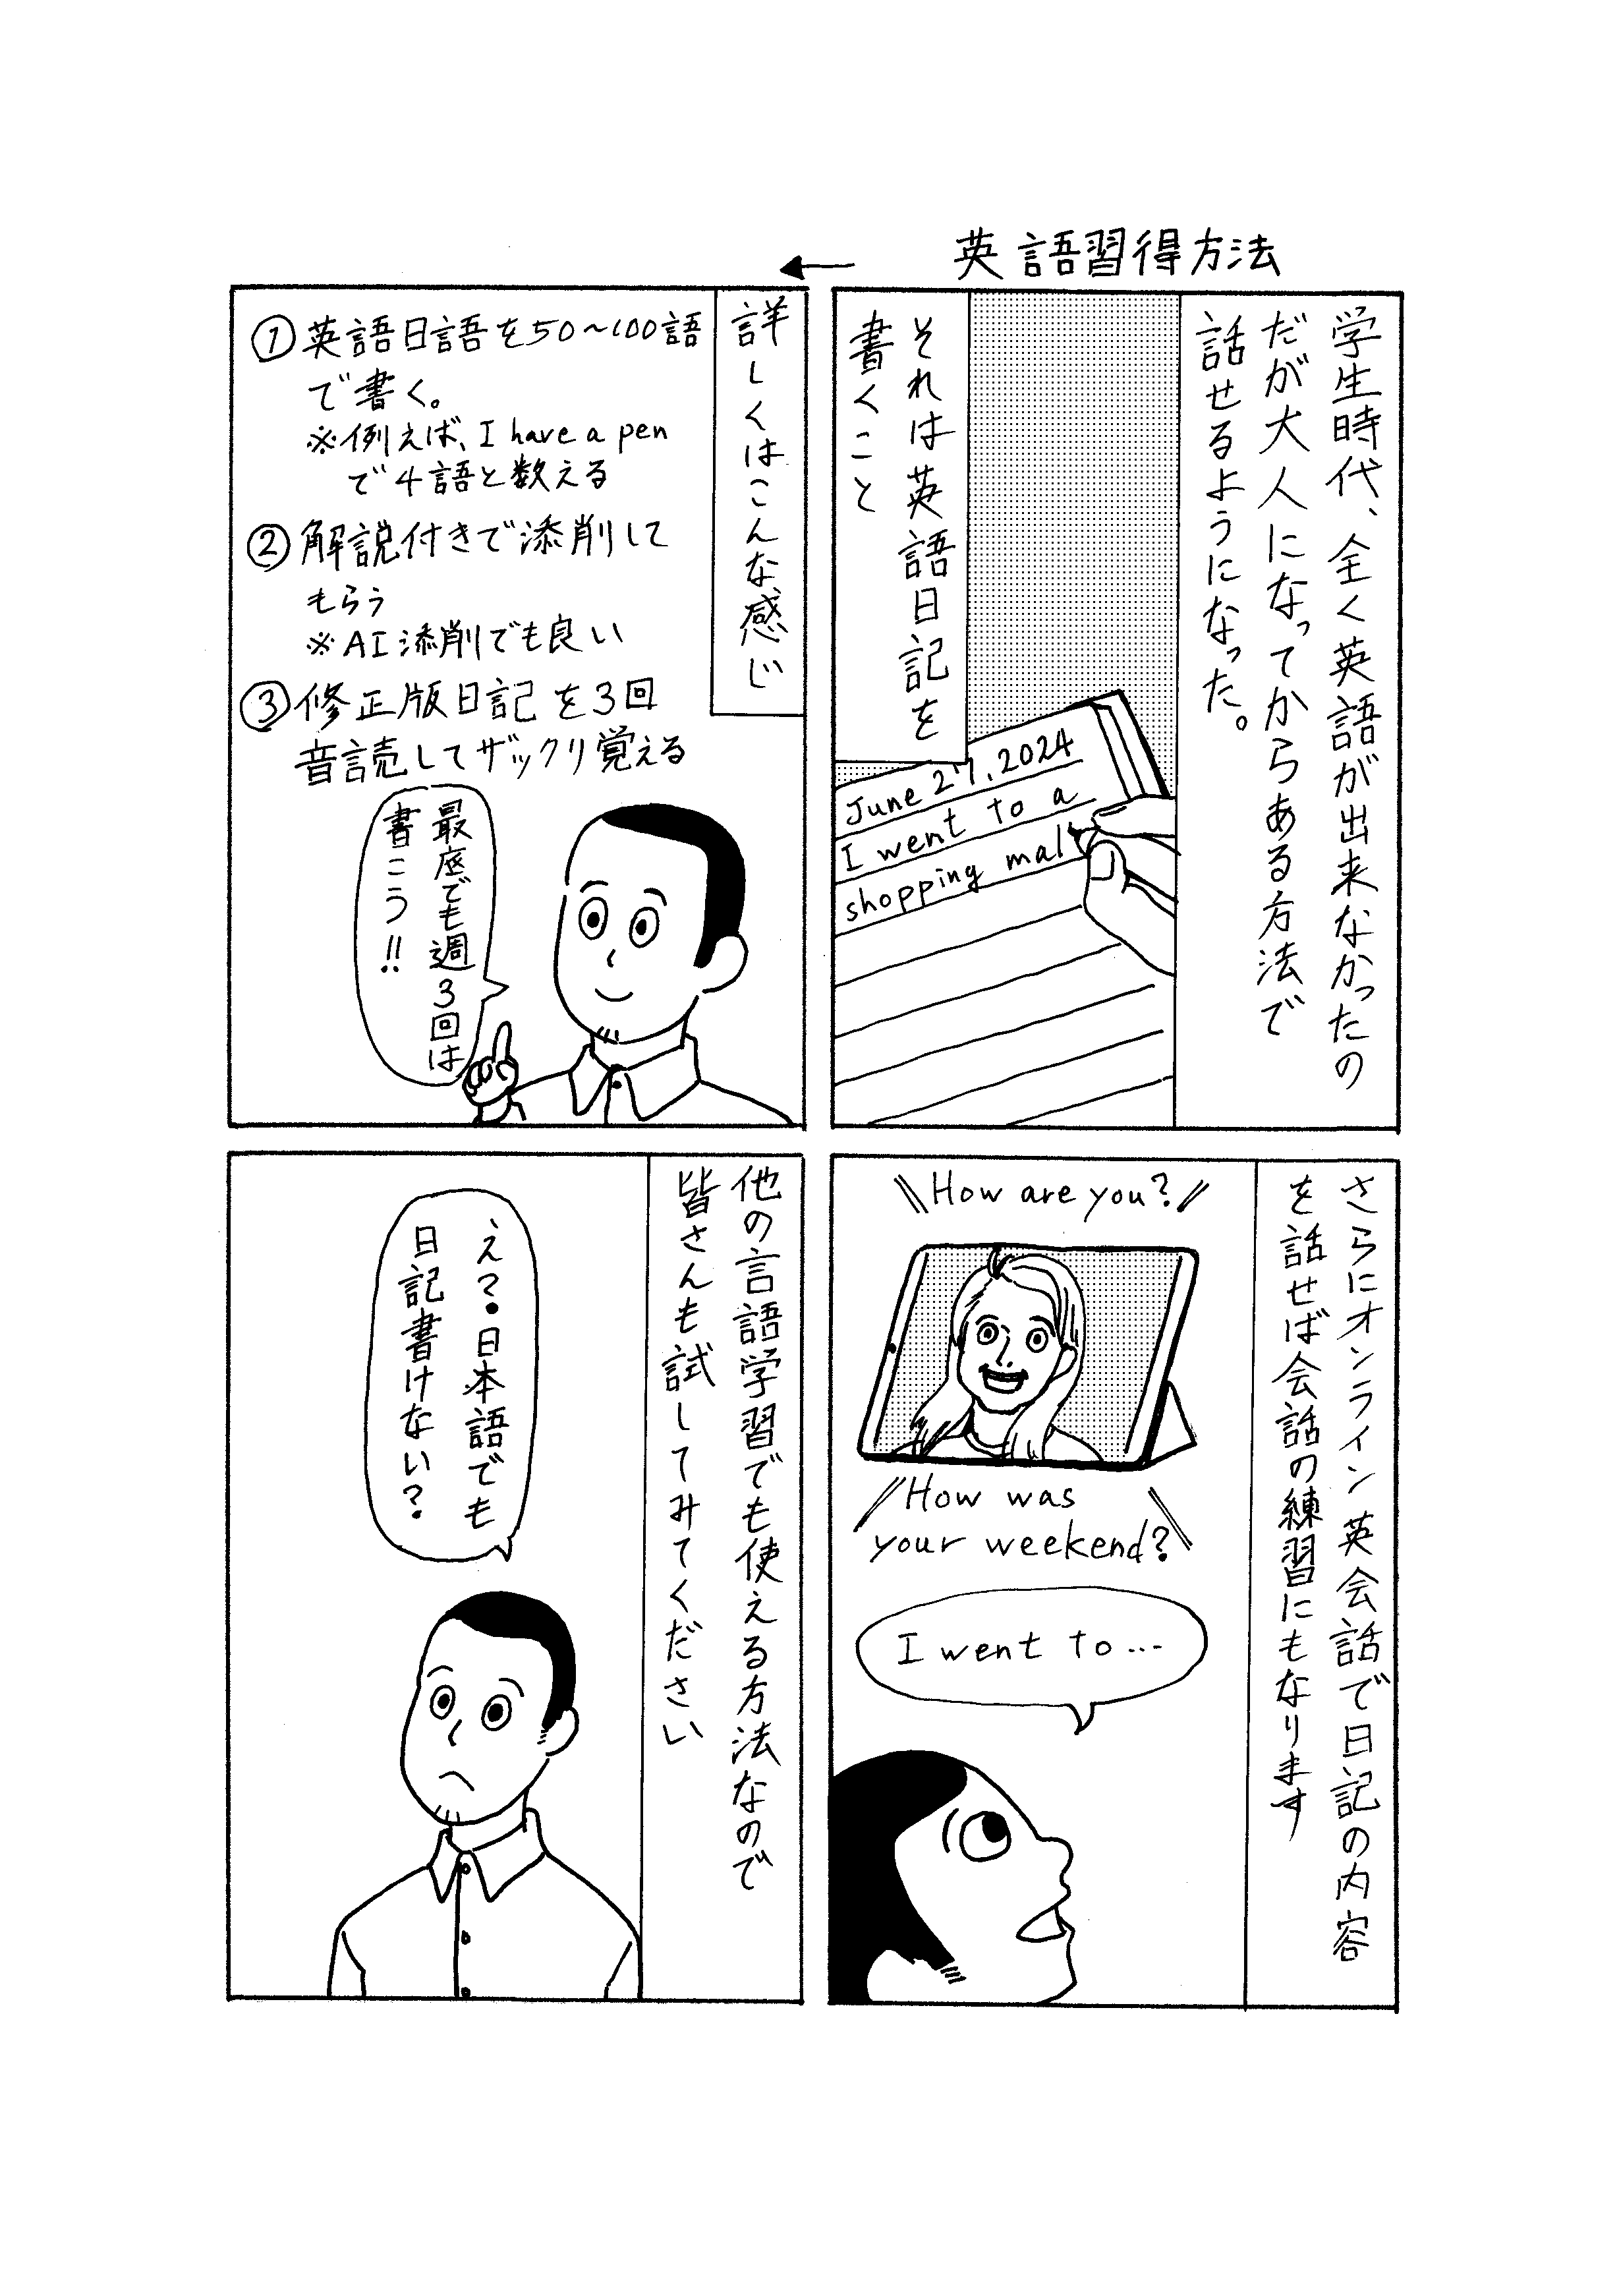 英語習得方法
学生時代、全く英語が出来なかったの
だが大人になってからある方法で
話せるようになった。
それは英語日記を
書くこと
June 27, 2024
I went to a
shopping mal
詳しくはこんな感じ
① 英語日語を50〜100語
で書く。
※例えば、I have a pen
で4語と数える
② 解説付きで添削して
もらう
※AI添削でも良い
③ 修正版日記を3回
音読してザックリ覚える
最底でも週3回は
書こう!!
さらにオンライン英会話で日記の内容
を話せば会話の練習にもなります
How are you?
How was
your weekend?
I went to…
他の言語学習でも使える方法なので
皆さんも試してみてください
え?日本語でも
日記書けない?